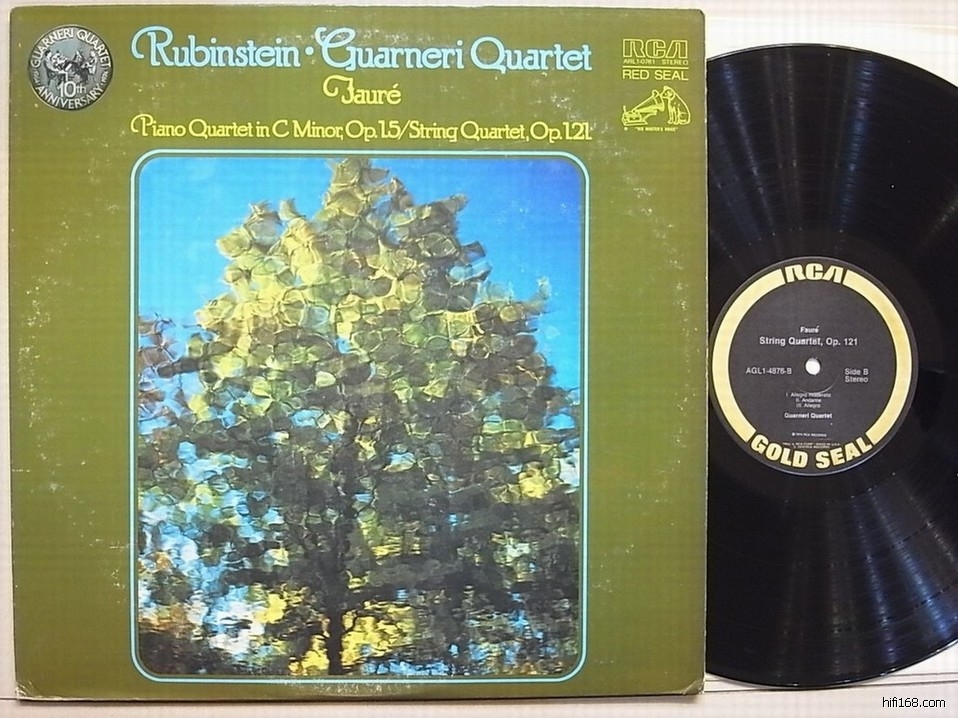 GUARNERI QUARTET
10th
ANNIVERSARY
Rubinstein · Guarneri Quartet
Fauré
Piano Quartet in C Minor, Op. 15/String Quartet, Op. 121
RCA
ARL1-0761 STEREO
RED SEAL
"HIS MASTER'S VOICE"
RCA
Fauré
String Quartet, Op. 121
AGL1-4876-B
Side B
Stereo
I. Allegro moderato
II. Andante
III. Allegro
Guarneri Quartet
GOLD SEAL
hifi168.com